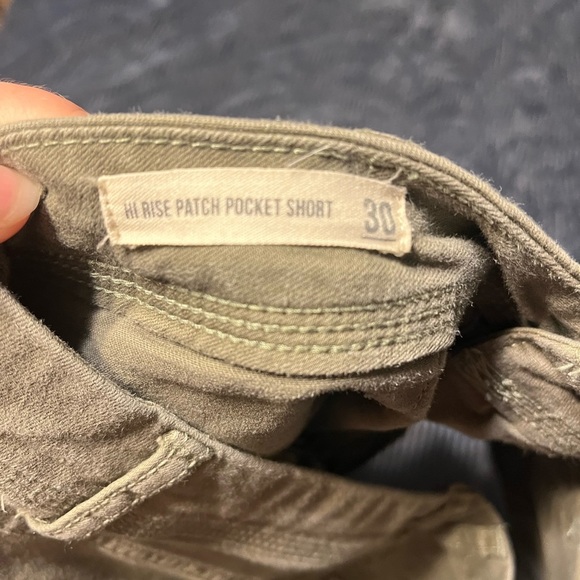 HI RISE PATCH POCKET SHORT 30